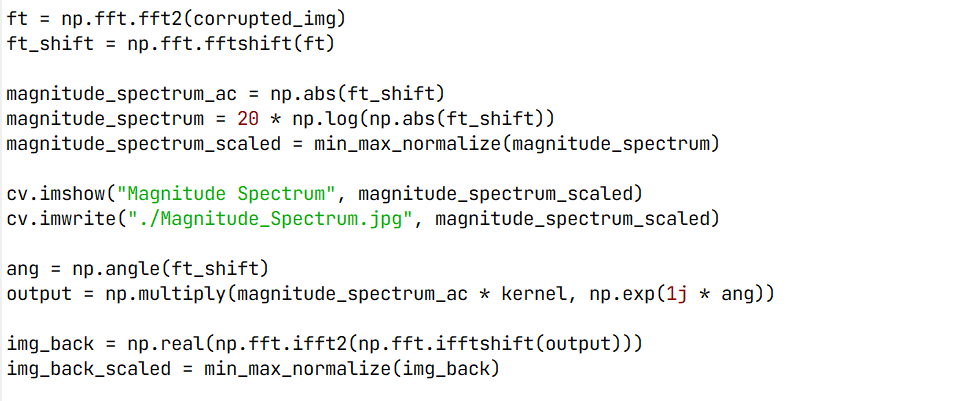 ft = np.fft.fft2(corrupted_img)
ft_shift = np.fft.fftshift(ft)
magnitude_spectrum_ac = np.abs(ft_shift)
magnitude_spectrum = 20 * np.log(np.abs(ft_shift))
magnitude_spectrum_scaled = min_max_normalize(magnitude_spectrum)
cv.imshow("Magnitude Spectrum", magnitude_spectrum_scaled)
cv.imwrite("./Magnitude_Spectrum.jpg", magnitude_spectrum_scaled)
ang = np.angle(ft_shift)
output = np.multiply(magnitude_spectrum_ac * kernel, np.exp(1j * ang))
img_back = np.real(np.fft.ifft2(np.fft.ifftshift(output)))
img_back_scaled = min_max_normalize(img_back)